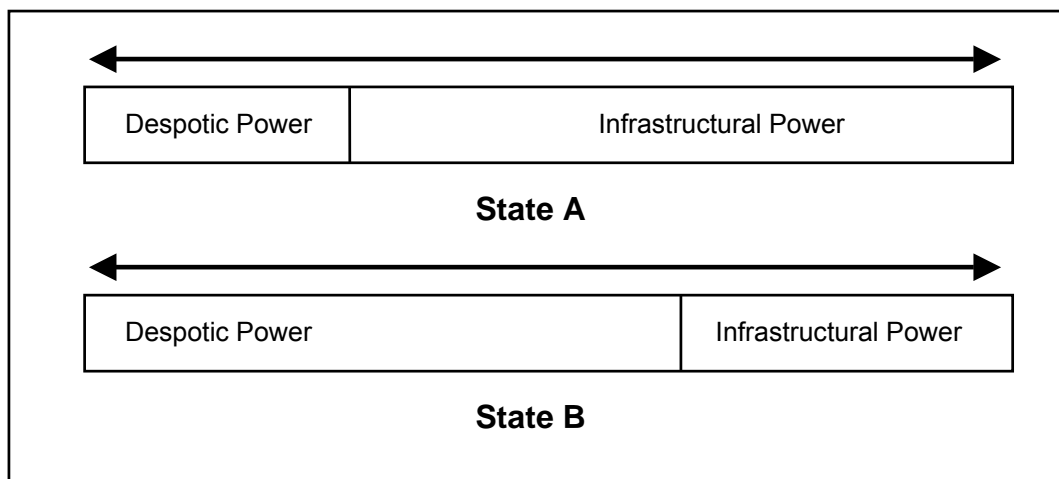 Despotic Power Infrastructural Power
State A
Despotic Power Infrastructural Power
State B